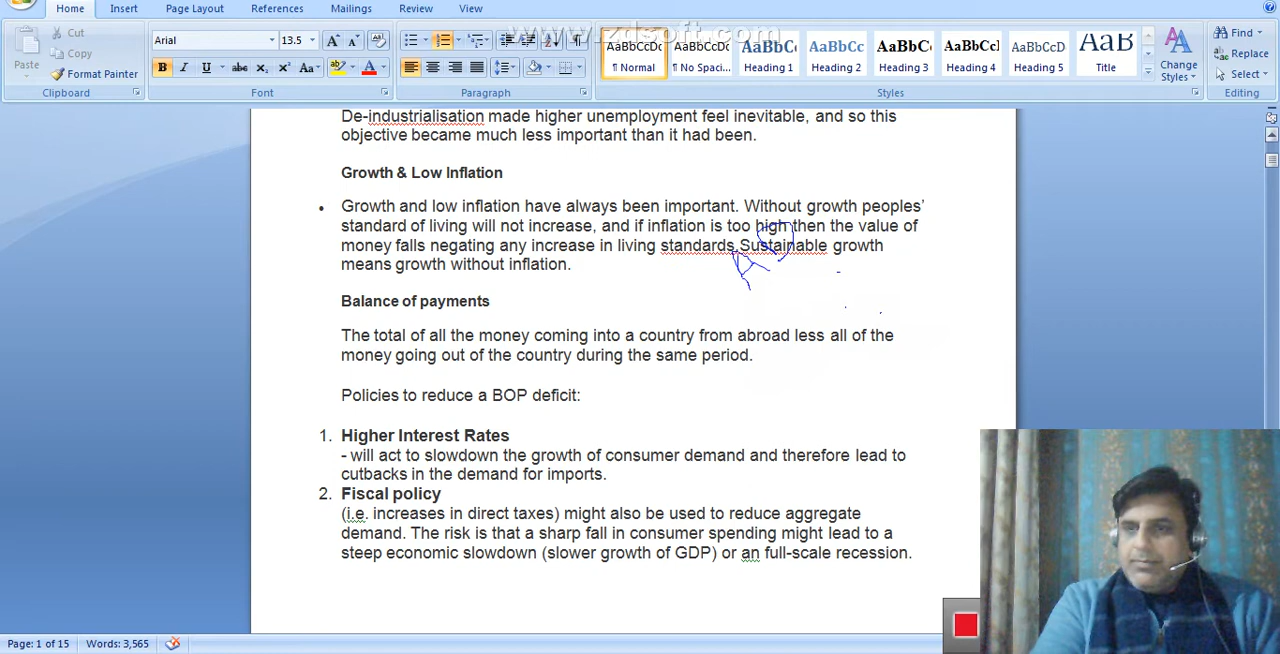 Home Insert Page Layout References Mailings Review View
www.rzdsoft.com
Cut
Copy
Paste
Format Painter
Clipboard
Arial 13.5
Font
Paragraph
AaBbCcDc AaBbCcDc AaBbCc AaBbCc AaBbC AaBbCcI AaBbCcD AaB
¶ Normal ¶ No Spaci... Heading 1 Heading 2 Heading 3 Heading 4 Heading 5 Title
Styles
Change Styles
Find
Replace
Select
Editing
De-industrialisation made higher unemployment feel inevitable, and so this
objective became much less important than it had been.
Growth & Low Inflation
• Growth and low inflation have always been important. Without growth peoples’
standard of living will not increase, and if inflation is too high then the value of
money falls negating any increase in living standards.Sustainable growth
means growth without inflation.
Balance of payments
The total of all the money coming into a country from abroad less all of the
money going out of the country during the same period.
Policies to reduce a BOP deficit:
1. Higher Interest Rates
- will act to slowdown the growth of consumer demand and therefore lead to
cutbacks in the demand for imports.
2. Fiscal policy
(i.e. increases in direct taxes) might also be used to reduce aggregate
demand. The risk is that a sharp fall in consumer spending might lead to a
steep economic slowdown (slower growth of GDP) or an full-scale recession.
Page: 1 of 15 Words: 3,565